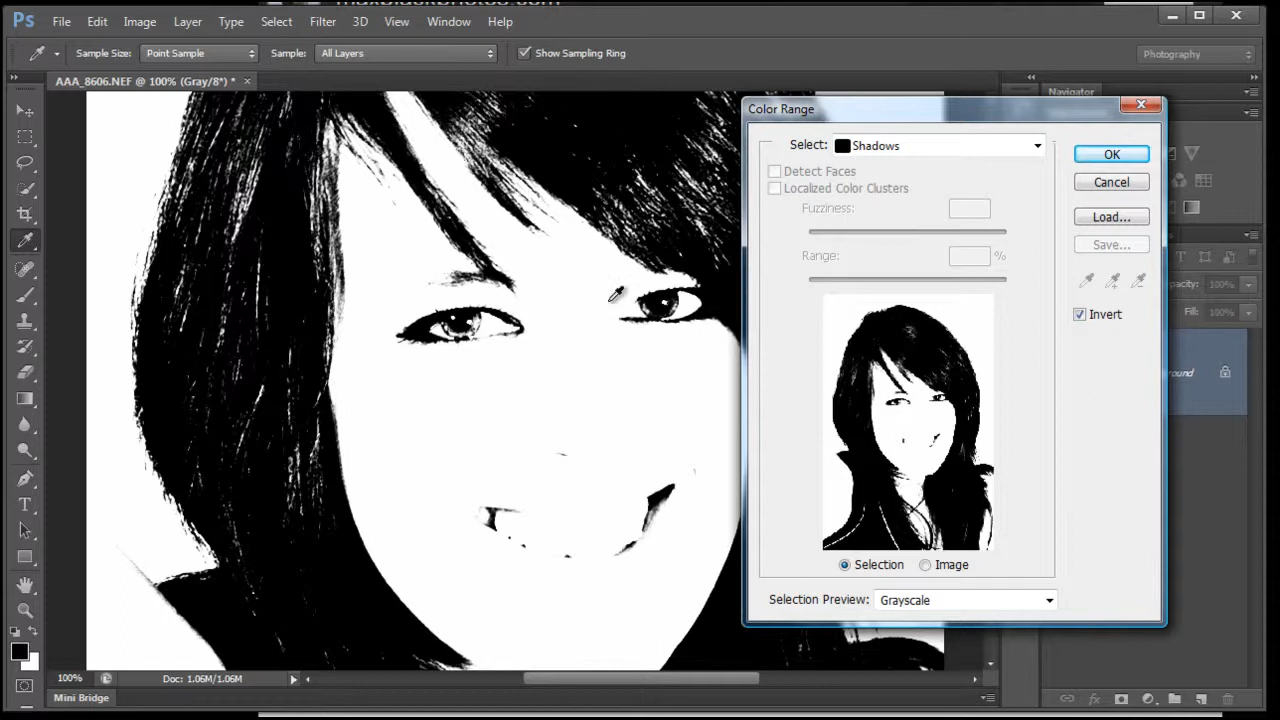 Ps File Edit Image Layer Type Select Filter 3D View Window Help
Sample Size: Point Sample Sample: All Layers Show Sampling Ring Photography
AAA_8606.NEF @ 100% (Gray/8*) * ×
Navigator
Color Range
Select: Shadows
Detect Faces
Localized Color Clusters
Fuzziness:
Range: %
OK
Cancel
Load...
Save...
Invert
Selection Image
Selection Preview: Grayscale
Opacity: 100%
Fill: 100%
100% Doc: 1.06M/1.06M
Mini Bridge